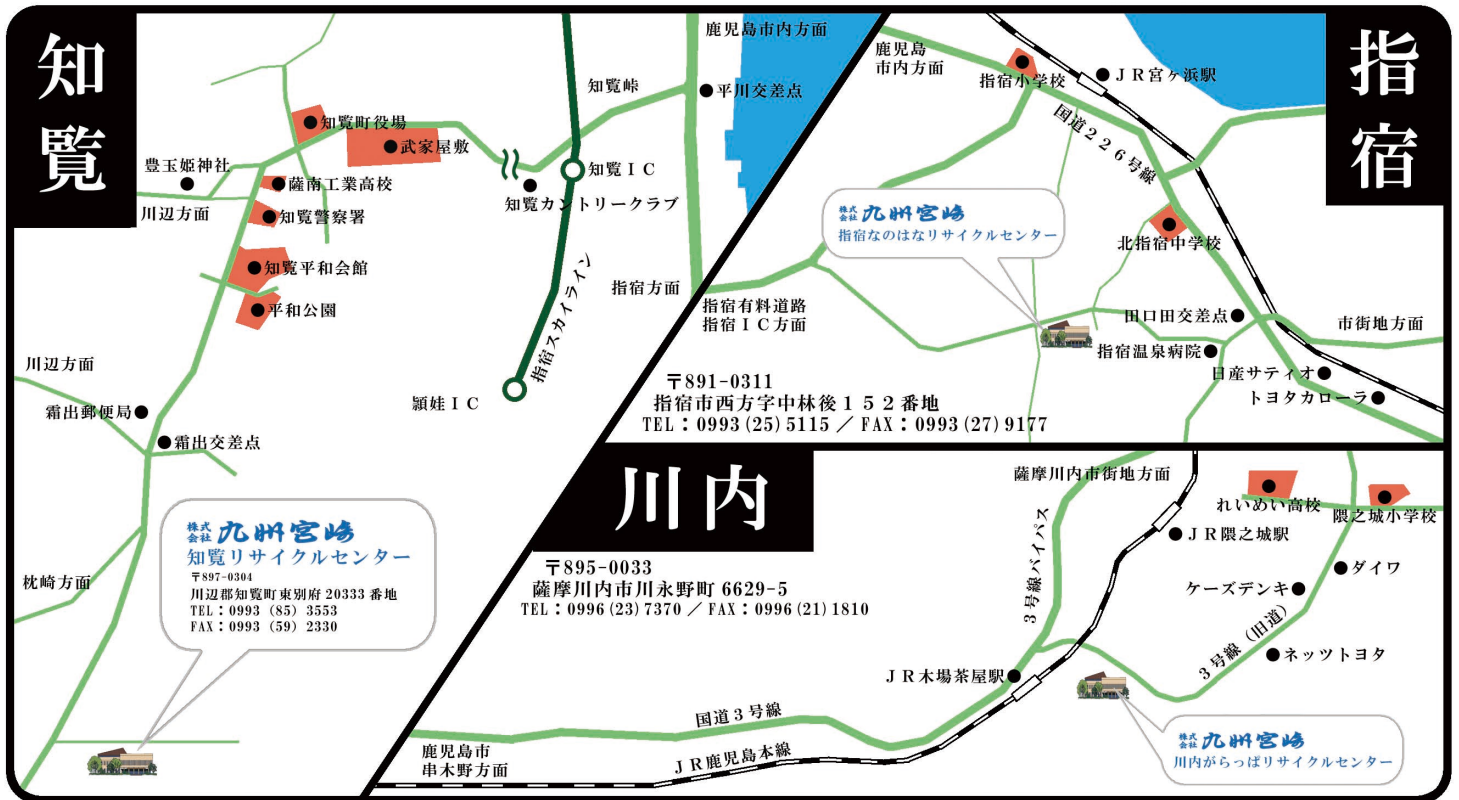 知覧
鹿児島市内方面
知覧峠
平川交差点
知覧町役場
武家屋敷
豊玉姫神社
薩南工業高校
川辺方面
知覧警察署
知覧IC
知覧カントリークラブ
知覧平和会館
平和公園
指宿方面
指宿スカイライン
川辺方面
霜出郵便局
霜出交差点
頴娃IC
枕崎方面
株式会社 九州宮崎
知覧リサイクルセンター
〒897-0304
川辺郡知覧町東別府20333番地
TEL：0993（85）3553
FAX：0993（59）2330
指宿
鹿児島
市内方面
指宿小学校
JR宮ヶ浜駅
国道226号線
株式会社 九州宮崎
指宿なのはなリサイクルセンター
北指宿中学校
指宿有料道路
指宿IC方面
田口田交差点
市街地方面
指宿温泉病院
日産サティオ
トヨタカローラ
〒891-0311
指宿市西方字中林後152番地
TEL：0993(25)5115／FAX：0993(27)9177
川内
薩摩川内市街地方面
れいめい高校
隈之城小学校
JR隈之城駅
3号線バイパス
ダイワ
ケーズデンキ
3号線（旧道）
ネッツトヨタ
〒895-0033
薩摩川内市川永野町6629-5
TEL：0996(23)7370／FAX：0996(21)1810
JR木場茶屋駅
国道3号線
鹿児島市
串木野方面
JR鹿児島本線
株式会社 九州宮崎
川内がらっぱリサイクルセンター